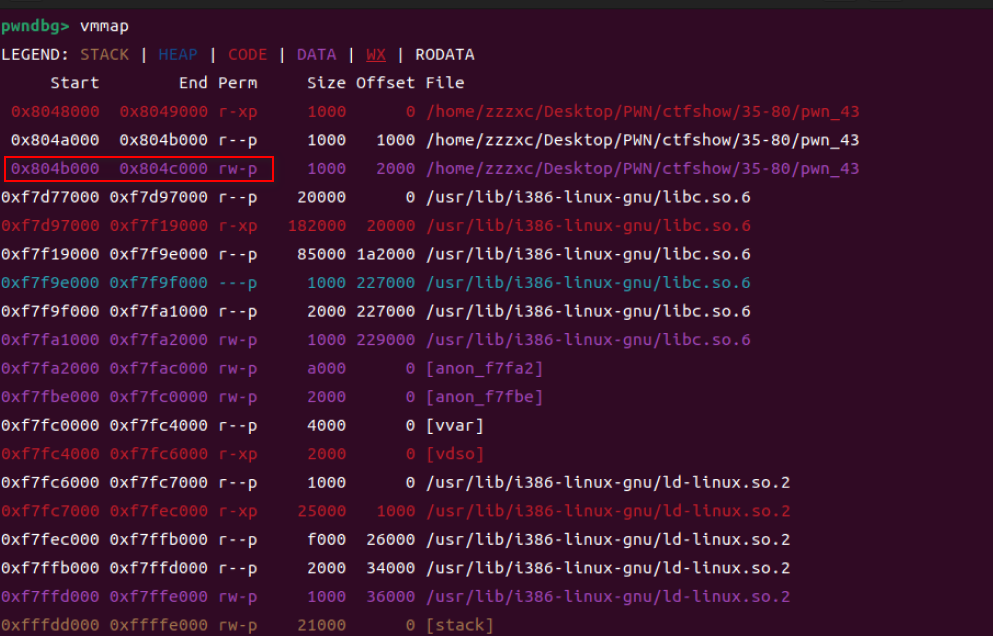 pwndbg> vmmap
LEGEND: STACK | HEAP | CODE | DATA | WX | RODATA
Start End Perm Size Offset File
0x8048000 0x8049000 r-xp 1000 0 /home/zzzxc/Desktop/PWN/ctfshow/35-80/pwn_43
0x804a000 0x804b000 r--p 1000 1000 /home/zzzxc/Desktop/PWN/ctfshow/35-80/pwn_43
0x804b000 0x804c000 rw-p 1000 2000 /home/zzzxc/Desktop/PWN/ctfshow/35-80/pwn_43
0xf7d77000 0xf7d97000 r--p 20000 0 /usr/lib/i386-linux-gnu/libc.so.6
0xf7d97000 0xf7f19000 r-xp 182000 20000 /usr/lib/i386-linux-gnu/libc.so.6
0xf7f19000 0xf7f9e000 r--p 85000 1a2000 /usr/lib/i386-linux-gnu/libc.so.6
0xf7f9e000 0xf7f9f000 ---p 1000 227000 /usr/lib/i386-linux-gnu/libc.so.6
0xf7f9f000 0xf7fa1000 r--p 2000 227000 /usr/lib/i386-linux-gnu/libc.so.6
0xf7fa1000 0xf7fa2000 rw-p 1000 229000 /usr/lib/i386-linux-gnu/libc.so.6
0xf7fa2000 0xf7fac000 rw-p a000 0 [anon_f7fa2]
0xf7fbe000 0xf7fc0000 rw-p 2000 0 [anon_f7fbe]
0xf7fc0000 0xf7fc4000 r--p 4000 0 [vvar]
0xf7fc4000 0xf7fc6000 r-xp 2000 0 [vdso]
0xf7fc6000 0xf7fc7000 r--p 1000 0 /usr/lib/i386-linux-gnu/ld-linux.so.2
0xf7fc7000 0xf7fec000 r-xp 25000 1000 /usr/lib/i386-linux-gnu/ld-linux.so.2
0xf7fec000 0xf7ffb000 r--p f000 26000 /usr/lib/i386-linux-gnu/ld-linux.so.2
0xf7ffb000 0xf7ffd000 r--p 2000 34000 /usr/lib/i386-linux-gnu/ld-linux.so.2
0xf7ffd000 0xf7ffe000 rw-p 1000 36000 /usr/lib/i386-linux-gnu/ld-linux.so.2
0xfffdd000 0xffffe000 rw-p 21000 0 [stack]